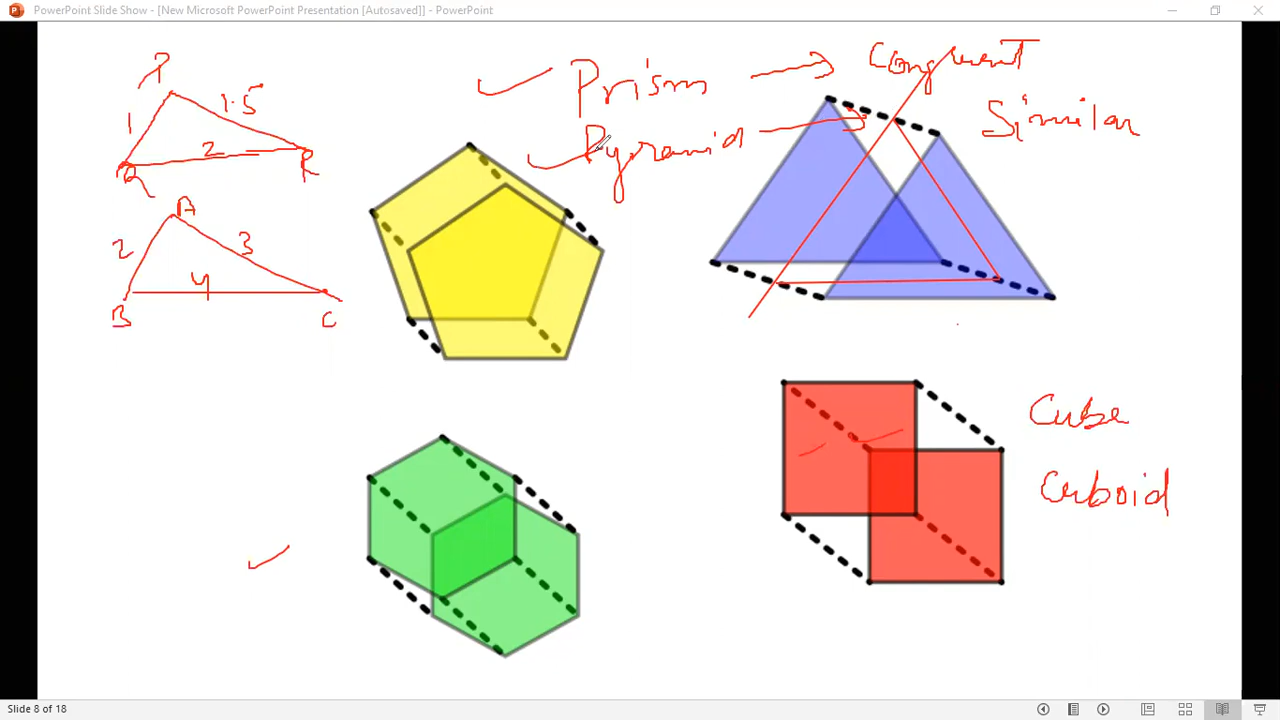 PowerPoint Slide Show - [New Microsoft PowerPoint Presentation [Autosaved]] - PowerPoint
Prism → Congruent
Pyramid → Similar
P
1
1.5
2
Q
R
A
2
3
4
B
C
Cube
Cuboid
Slide 8 of 18